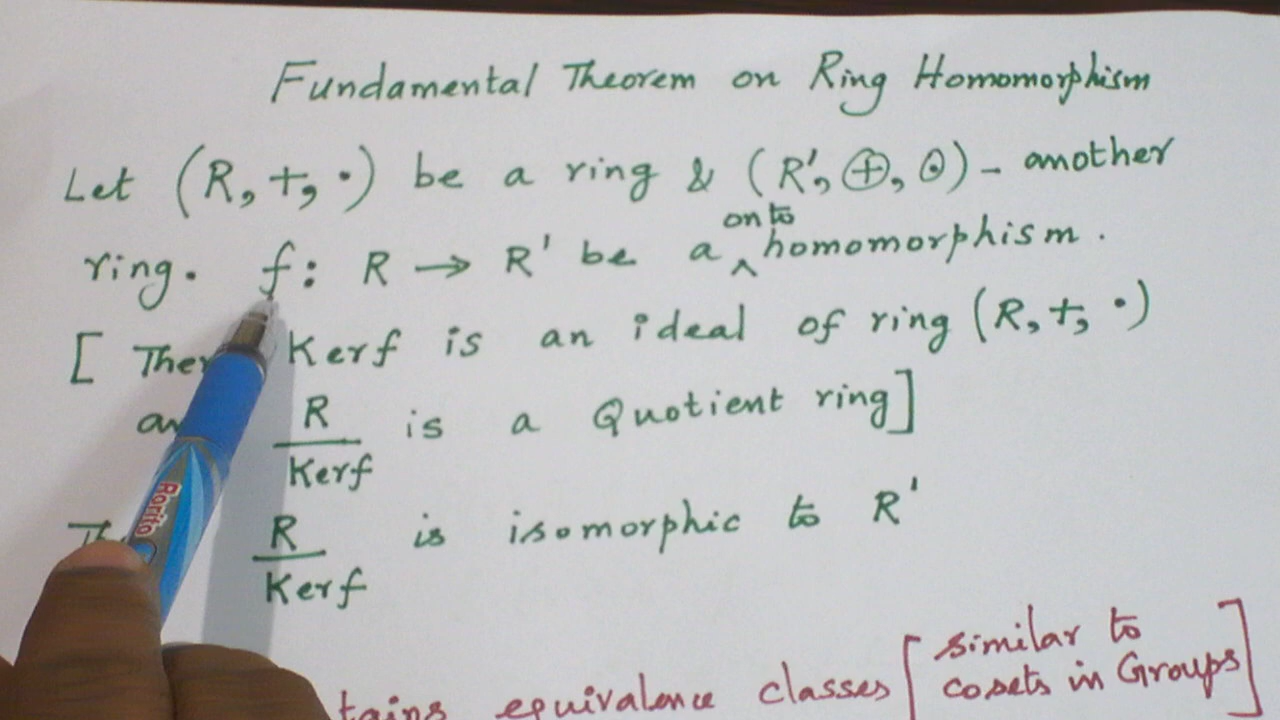 Fundamental Theorem on Ring Homomorphism
Let (R, +, ·) be a ring & (R', ⊕, ⊙) - another
onto
ring. f: R → R' be a ^ homomorphism.
[ Then Kerf is an ideal of ring (R, +, ·)
R
is a Quotient ring]
Kerf
R
is isomorphic to R'
Kerf
similar to
equivalence classes [
cosets in Groups]
Rorito